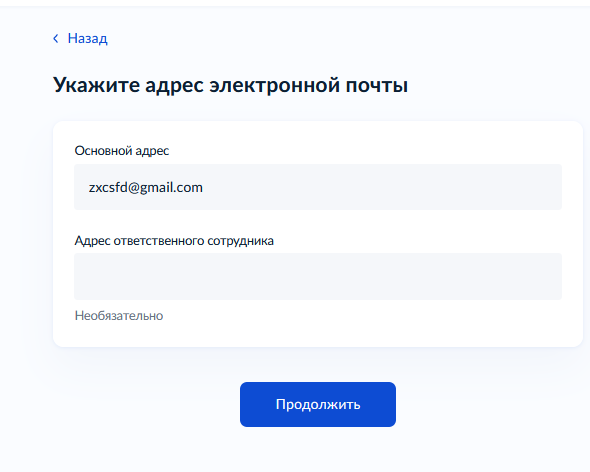 Назад
Укажите адрес электронной почты
Основной адрес
zxcsfd@gmail.com
Адрес ответственного сотрудника
Необязательно
Продолжить